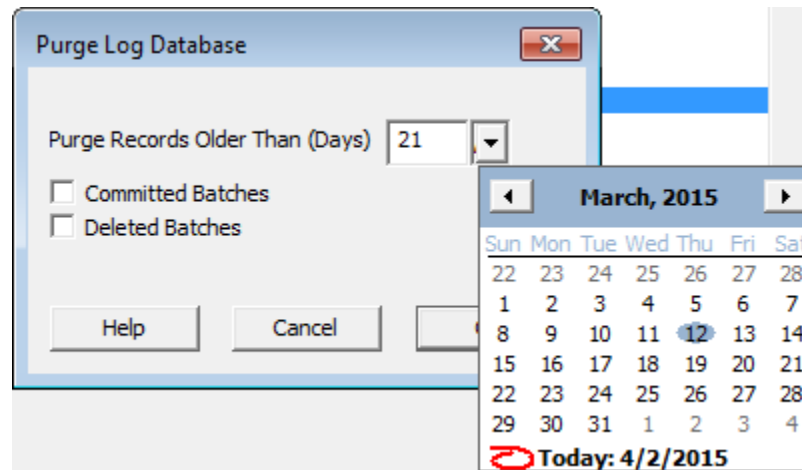 Purge Log Database
Purge Records Older Than (Days) 21
Committed Batches
Deleted Batches
Help Cancel
March, 2015
Sun Mon Tue Wed Thu Fri Sat
22 23 24 25 26 27 28
1 2 3 4 5 6 7
8 9 10 11 12 13 14
15 16 17 18 19 20 21
22 23 24 25 26 27 28
29 30 31 1 2 3 4
Today: 4/2/2015